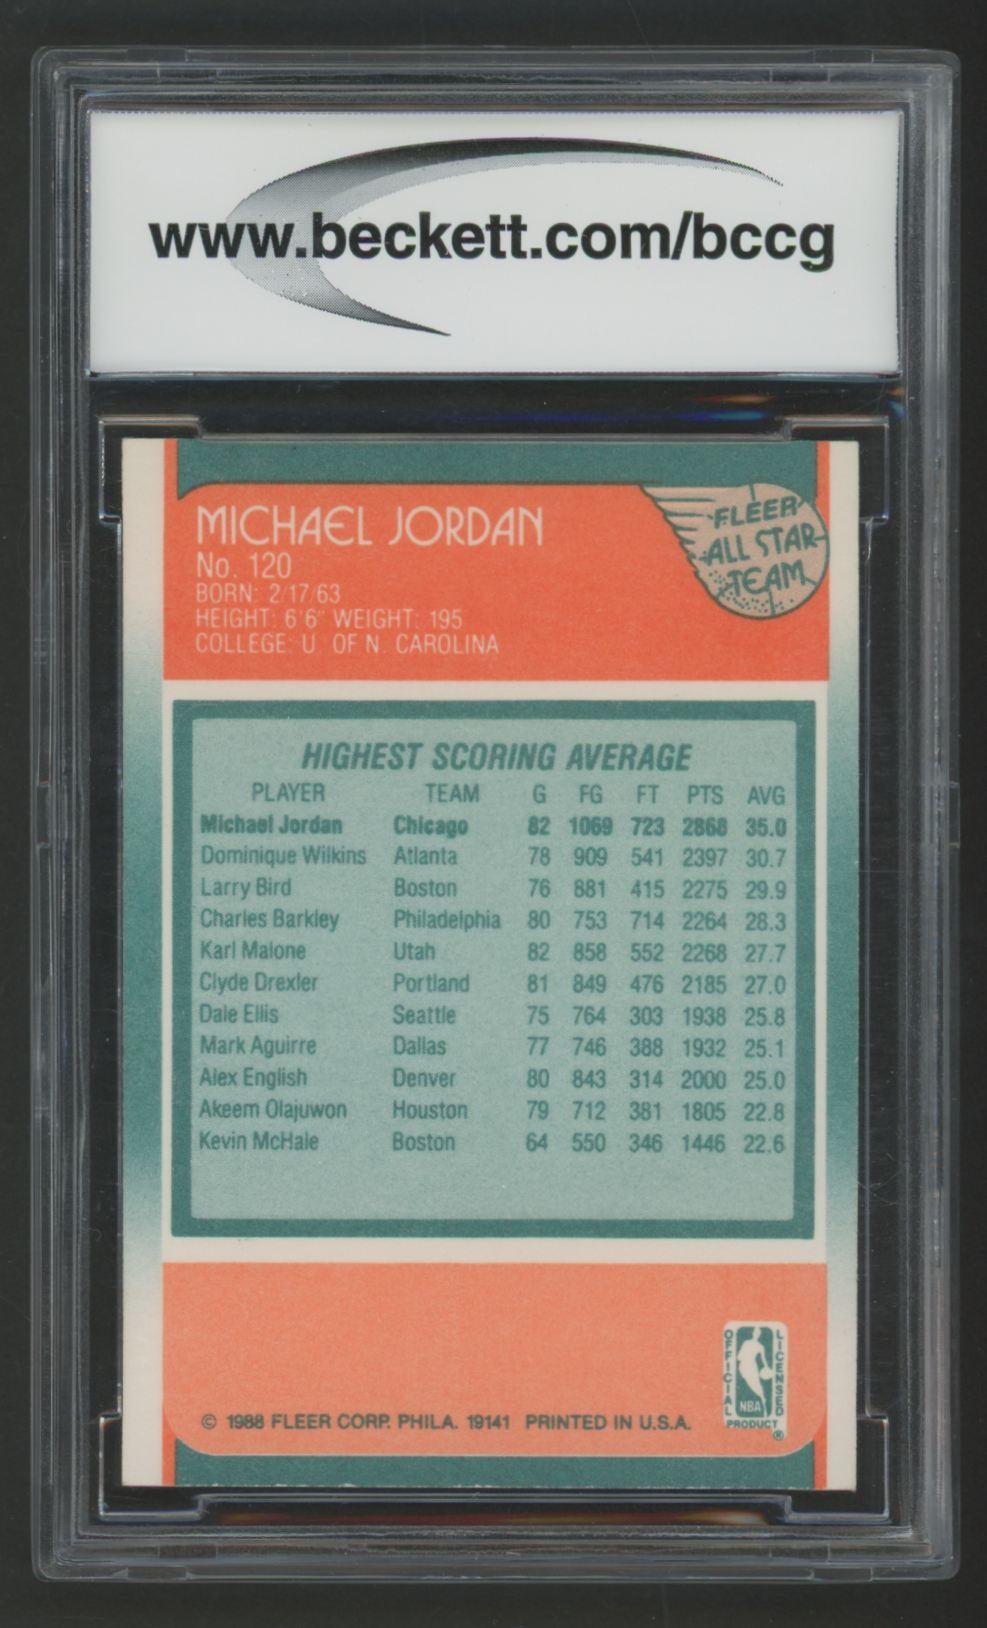 www.beckett.com/bccg
MICHAEL JORDAN
No. 120
BORN: 2/17/63
HEIGHT: 6'6" WEIGHT: 195
COLLEGE: U. OF N. CAROLINA
FLEER
ALL STAR
TEAM
HIGHEST SCORING AVERAGE
PLAYER TEAM G FG FT PTS AVG
Michael Jordan Chicago 82 1069 723 2868 35.0
Dominique Wilkins Atlanta 78 909 541 2397 30.7
Larry Bird Boston 76 881 415 2275 29.9
Charles Barkley Philadelphia 80 753 714 2264 28.3
Karl Malone Utah 82 858 552 2268 27.7
Clyde Drexler Portland 81 849 476 2185 27.0
Dale Ellis Seattle 75 764 303 1938 25.8
Mark Aguirre Dallas 77 746 388 1932 25.1
Alex English Denver 80 843 314 2000 25.0
Akeem Olajuwon Houston 79 712 381 1805 22.8
Kevin McHale Boston 64 550 346 1446 22.6
OFFICIAL
LICENSED
NBA
PRODUCT
®
© 1988 FLEER CORP. PHILA. 19141 PRINTED IN U.S.A.